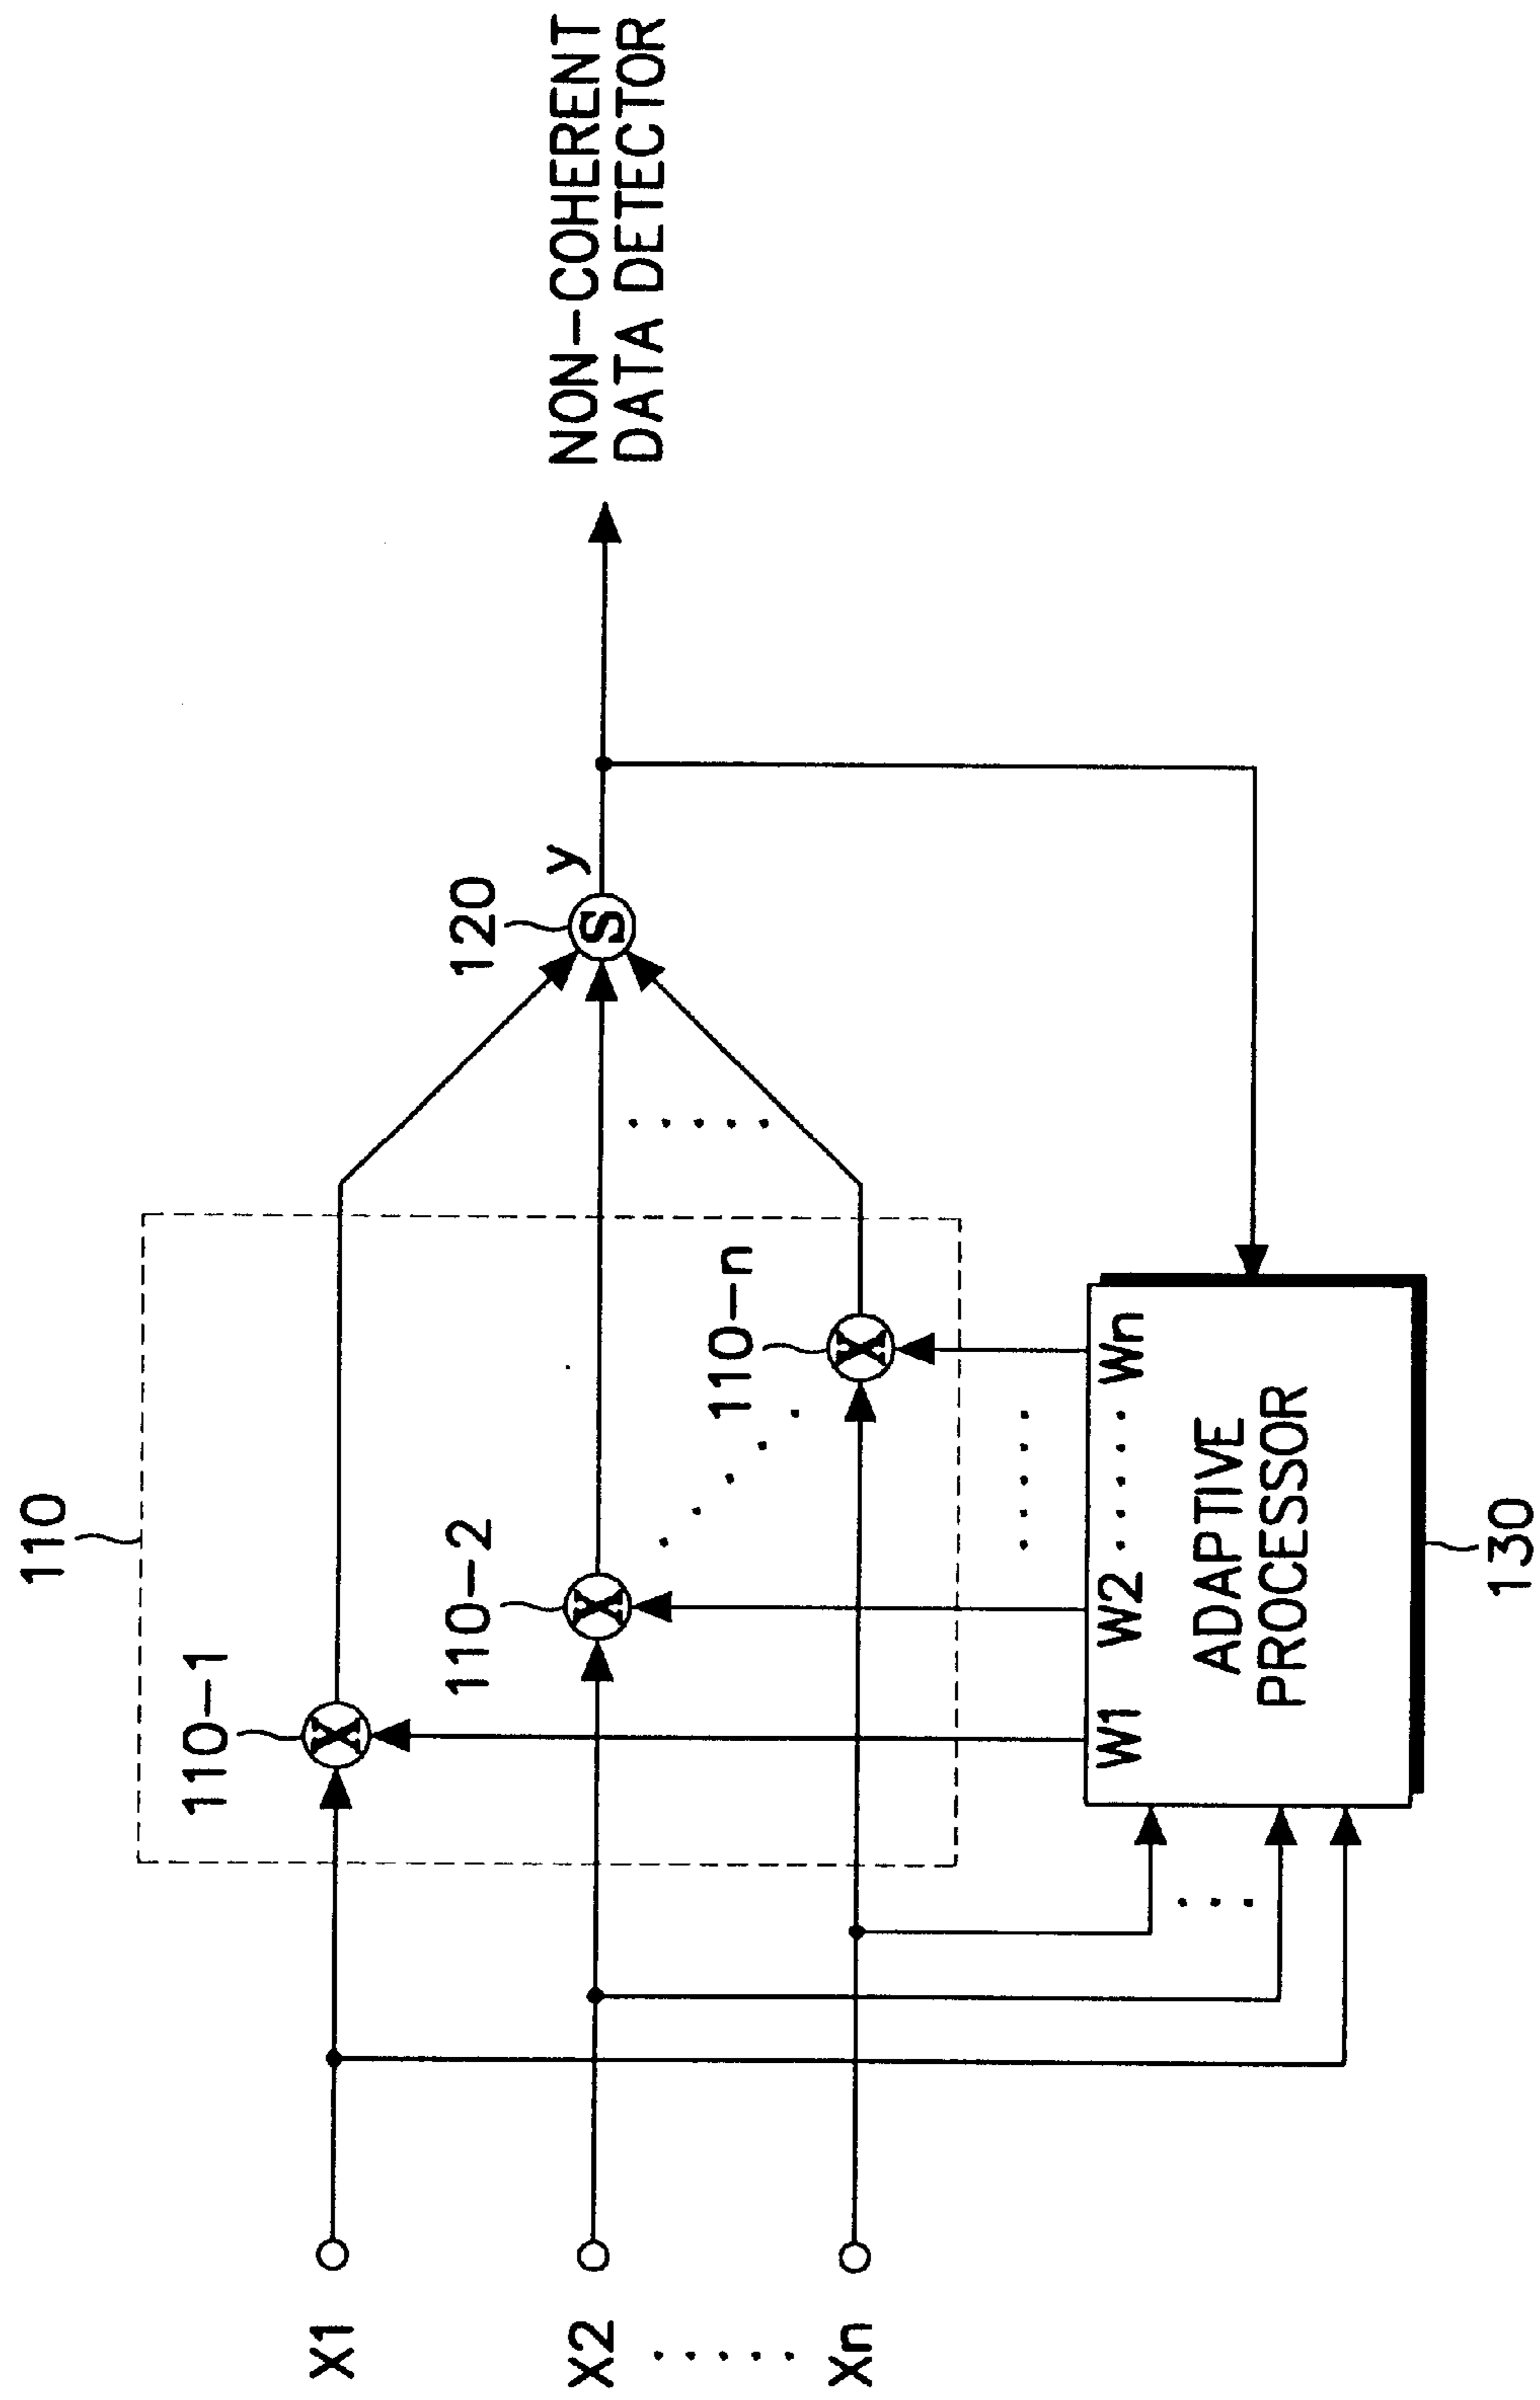 110
110-1
X
110-2
X
110-n
X
120
S
y
NON-COHERENT
DATA DETECTOR
X1
X2
.....
Xn
W1 W2 ..... Wn
ADAPTIVE
PROCESSOR
130